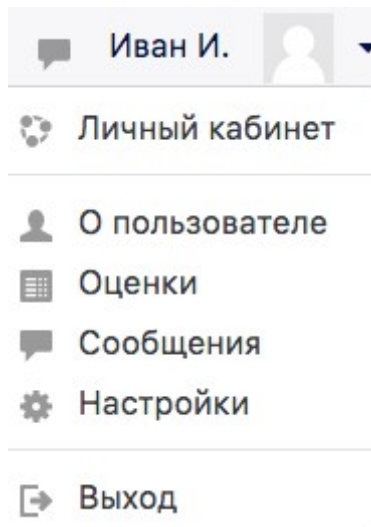 Иван И.
Личный кабинет
О пользователе
Оценки
Сообщения
Настройки
Выход